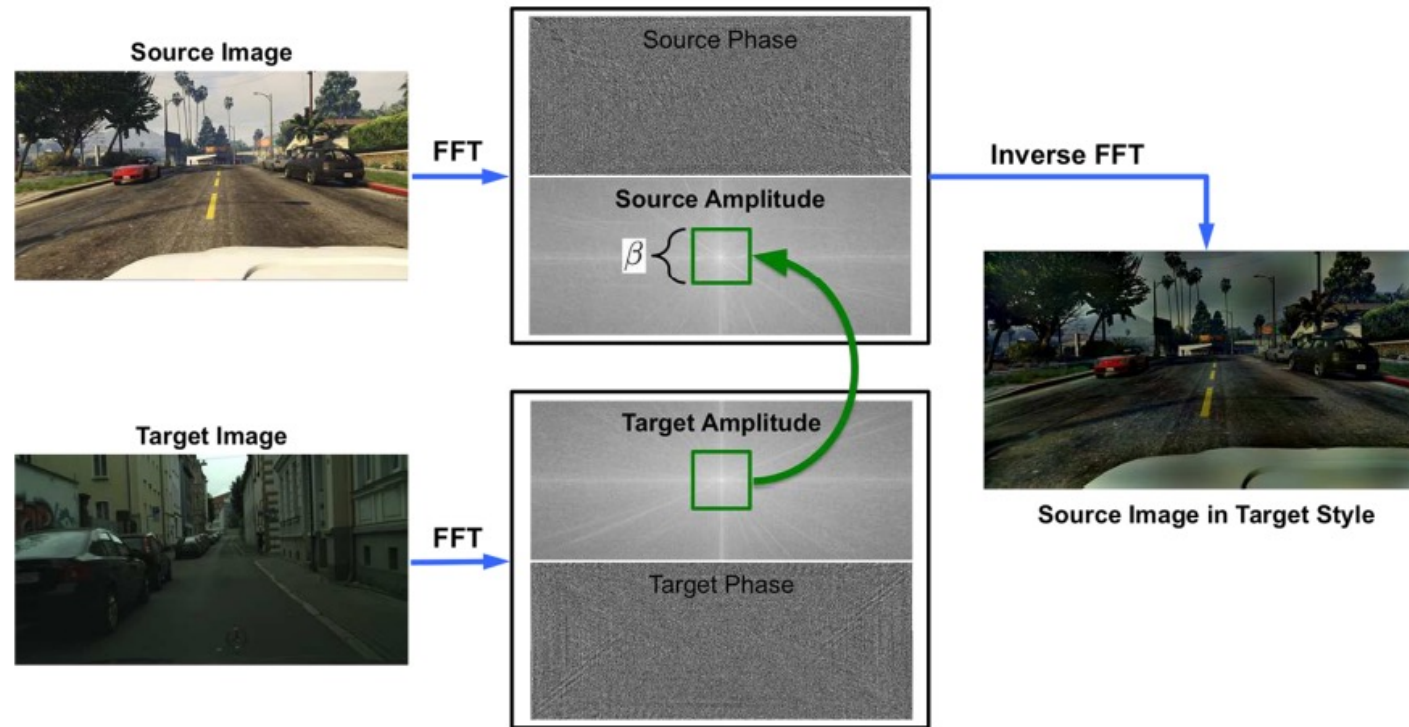 Source Image
FFT
Source Phase
Source Amplitude
β
Inverse FFT
Target Image
FFT
Target Amplitude
Target Phase
Source Image in Target Style